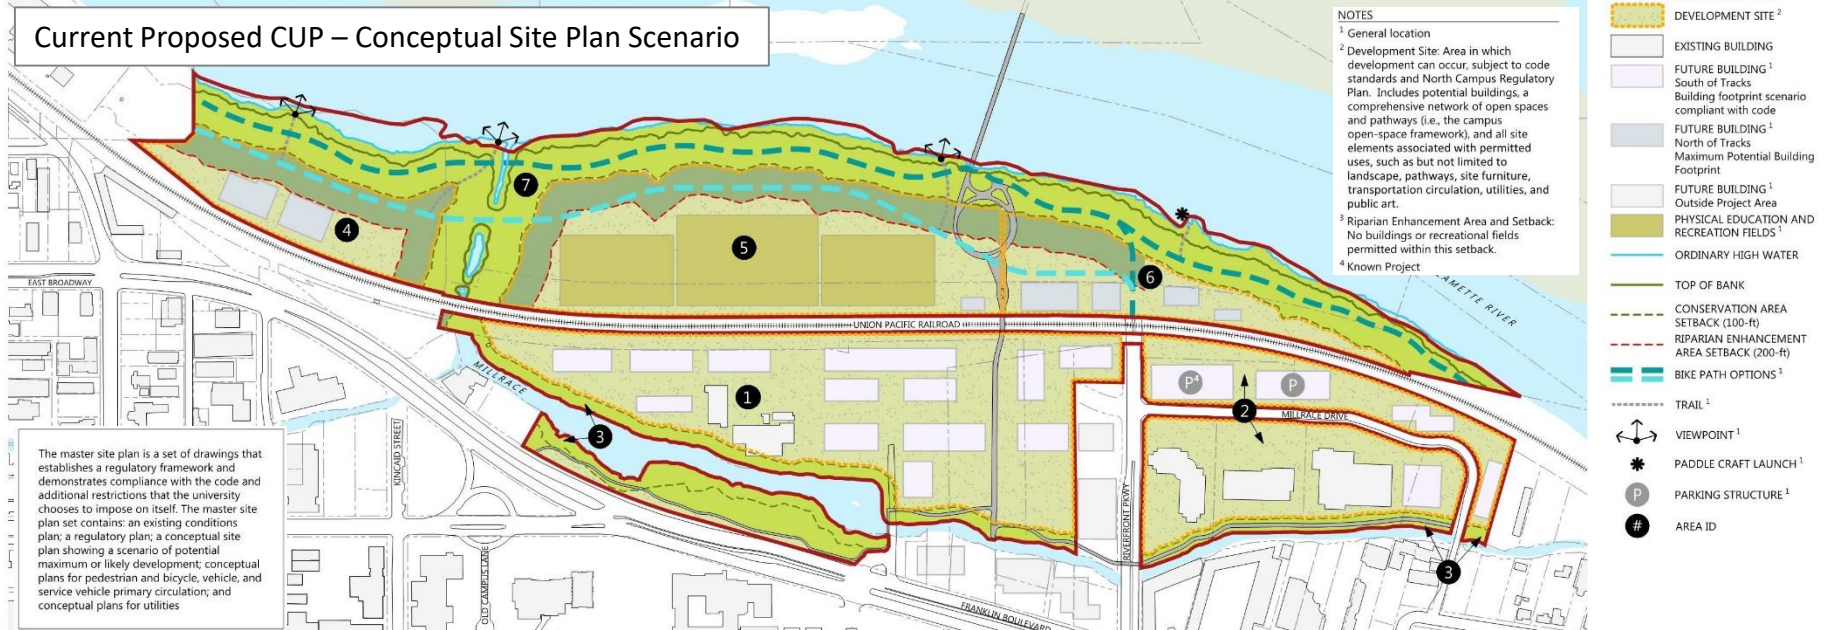 Current Proposed CUP – Conceptual Site Plan Scenario
NOTES
1 General location
2 Development Site: Area in which
development can occur, subject to code
standards and North Campus Regulatory
Plan. Includes potential buildings, a
comprehensive network of open spaces
and pathways (i.e., the campus
open-space framework), and all site
elements associated with permitted
uses, such as but not limited to
landscape, pathways, site furniture,
transportation circulation, utilities, and
public art.
3 Riparian Enhancement Area and Setback:
No buildings or recreational fields
permitted within this setback.
4 Known Project
DEVELOPMENT SITE 2
EXISTING BUILDING
FUTURE BUILDING 1
South of Tracks
Building footprint scenario
compliant with code
FUTURE BUILDING 1
North of Tracks
Maximum Potential Building
Footprint
FUTURE BUILDING 1
Outside Project Area
PHYSICAL EDUCATION AND
RECREATION FIELDS 1
ORDINARY HIGH WATER
TOP OF BANK
CONSERVATION AREA
SETBACK (100-ft)
RIPARIAN ENHANCEMENT
AREA SETBACK (200-ft)
BIKE PATH OPTIONS 1
TRAIL 1
VIEWPOINT 1
PADDLE CRAFT LAUNCH 1
P PARKING STRUCTURE 1
# AREA ID
7
4
5
6
AMETTE RIVER
EAST BROADWAY
UNION PACIFIC RAILROAD
MILLRACE
1
P4
P
2
MILLRACE DRIVE
3
KINCAID STREET
RIVERFRONT PKWY
3
OLD CAMPUS LANE
FRANKLIN BOULEVARD
The master site plan is a set of drawings that
establishes a regulatory framework and
demonstrates compliance with the code and
additional restrictions that the university
chooses to impose on itself. The master site
plan set contains: an existing conditions
plan; a regulatory plan; a conceptual site
plan showing a scenario of potential
maximum or likely development; conceptual
plans for pedestrian and bicycle, vehicle, and
service vehicle primary circulation; and
conceptual plans for utilities